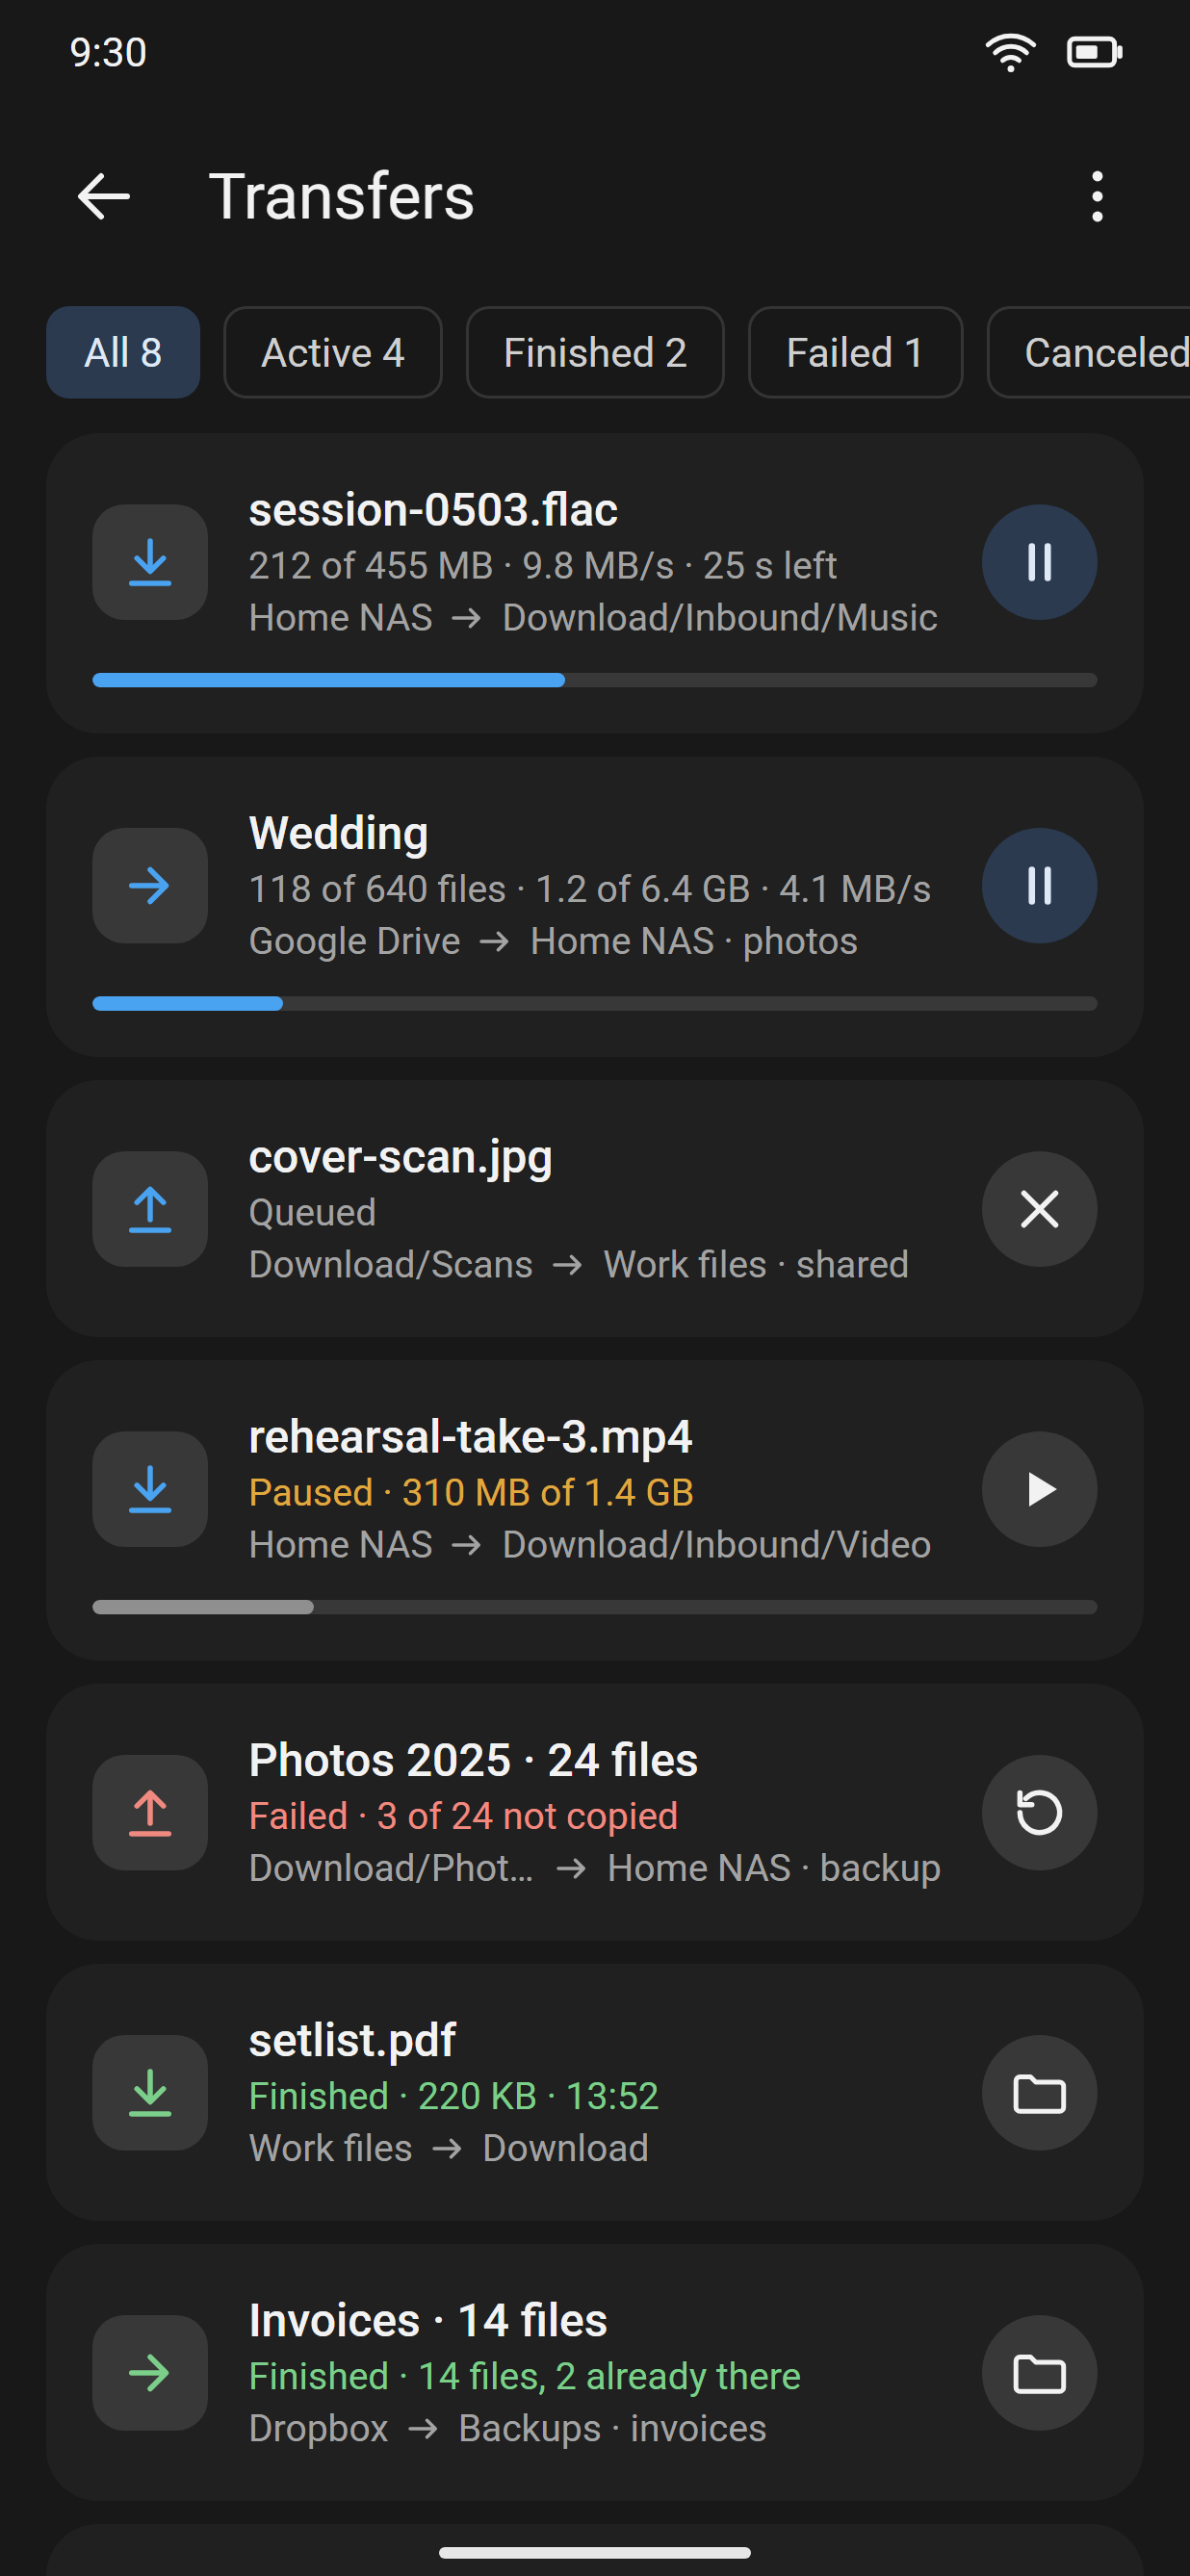 9:30
Transfers
All 8
Active 4
Finished 2
Failed 1
Canceled
session-0503.flac
212 of 455 MB · 9.8 MB/s · 25 s left
Home NAS → Download/Inbound/Music
Wedding
118 of 640 files · 1.2 of 6.4 GB · 4.1 MB/s
Google Drive → Home NAS · photos
cover-scan.jpg
Queued
Download/Scans → Work files · shared
rehearsal-take-3.mp4
Paused · 310 MB of 1.4 GB
Home NAS → Download/Inbound/Video
Photos 2025 · 24 files
Failed · 3 of 24 not copied
Download/Phot... → Home NAS · backup
setlist.pdf
Finished · 220 KB · 13:52
Work files → Download
Invoices · 14 files
Finished · 14 files, 2 already there
Dropbox → Backups · invoices